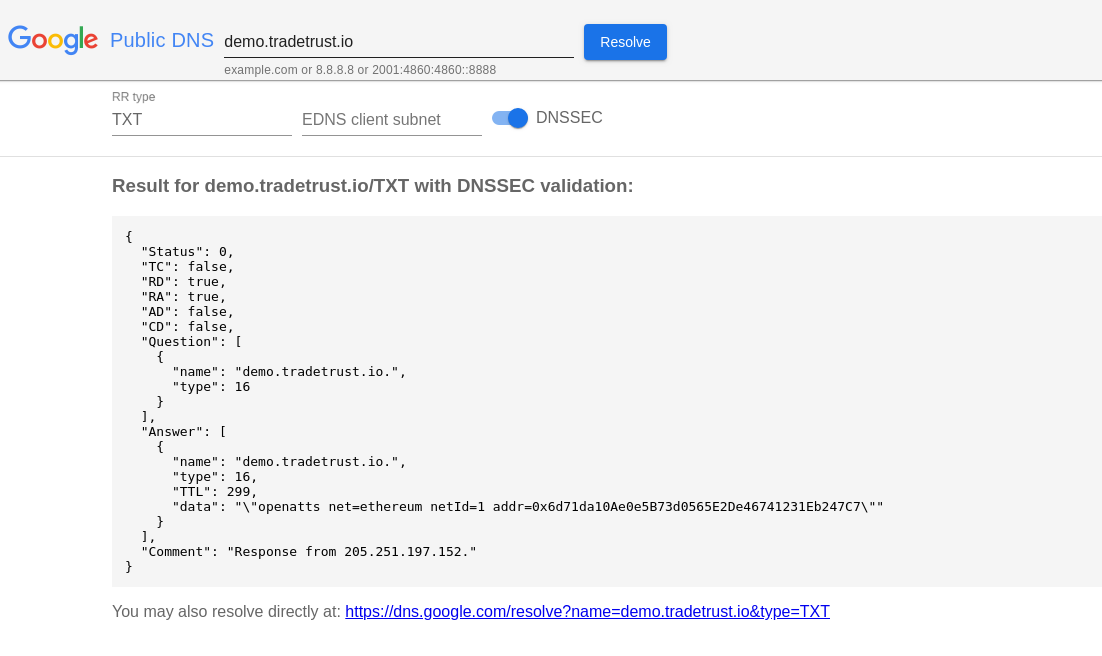 Google Public DNS demo.tradetrust.io Resolve
example.com or 8.8.8.8 or 2001:4860:4860::8888
RR type
TXT EDNS client subnet DNSSEC
Result for demo.tradetrust.io/TXT with DNSSEC validation:
{
  "Status": 0,
  "TC": false,
  "RD": true,
  "RA": true,
  "AD": false,
  "CD": false,
  "Question": [
    {
      "name": "demo.tradetrust.io.",
      "type": 16
    }
  ],
  "Answer": [
    {
      "name": "demo.tradetrust.io.",
      "type": 16,
      "TTL": 299,
      "data": "\"openatts net=ethereum netId=1 addr=0x6d71da10Ae0e5B73d0565E2De46741231Eb247C7\""
    }
  ],
  "Comment": "Response from 205.251.197.152."
}
You may also resolve directly at: https://dns.google.com/resolve?name=demo.tradetrust.io&type=TXT